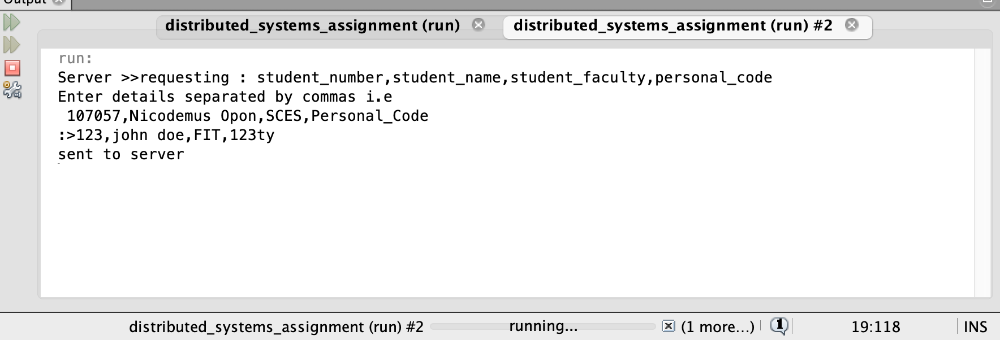 Output
distributed_systems_assignment (run)
distributed_systems_assignment (run) #2
run:
Server >>requesting : student_number,student_name,student_faculty,personal_code
Enter details separated by commas i.e
107057,Nicodemus Opon,SCES,Personal_Code
:>123,john doe,FIT,123ty
sent to server
distributed_systems_assignment (run) #2
running...
(1 more...)
1
19:118
INS